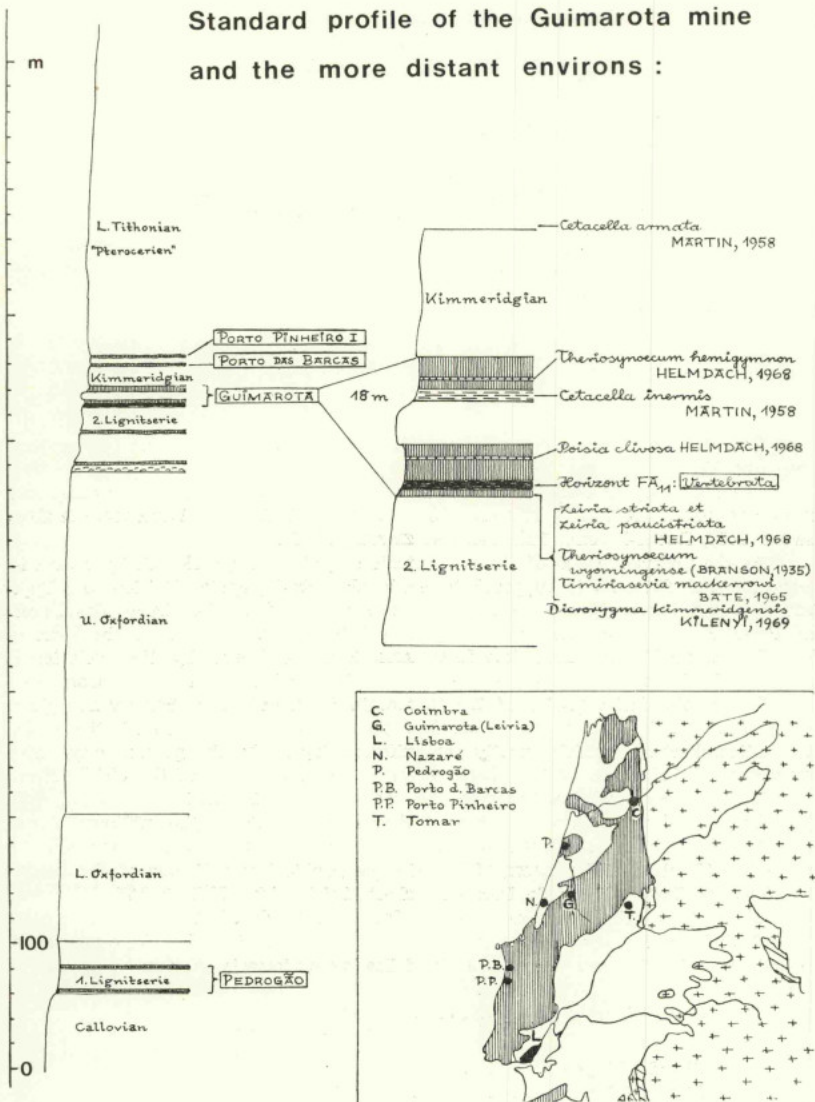 Standard profile of the Guimarota mine
and the more distant environs :
m
L. Tithonian
"Pterocerien"
PORTO PINHEIRO I
PORTO DAS BARCAS
Kimmeridgian
GUIMAROTA
2. Lignitserie
U. Oxfordian
L. Oxfordian
100
1. Lignitserie
PEDROGÃO
Callovian
0
18 m
Cetacella armata
MARTIN, 1958
Kimmeridgian
Theriosynoecum hemigymnon
HELMDACH, 1968
Cetacella inermis
MARTIN, 1958
Poisia clivosa HELMDACH, 1968
Horizont FA₁₁: Vertebrata
Leiria striata et
Leiria paucistriata
HELMDACH, 1968
Theriosynoecum
wyomingense (BRANSON, 1935)
Timiriasevia mackerrowi
BATE, 1965
Dicrorygma kimmeridgensis
KILENYI, 1969
2. Lignitserie
C. Coimbra
G. Guimarota (Leiria)
L. Lisboa
N. Nazaré
P. Pedrogão
P.B. Porto d. Barcas
P.P. Porto Pinheiro
T. Tomar
C
P.
N.
G
T.
P.B.
P.P.
L